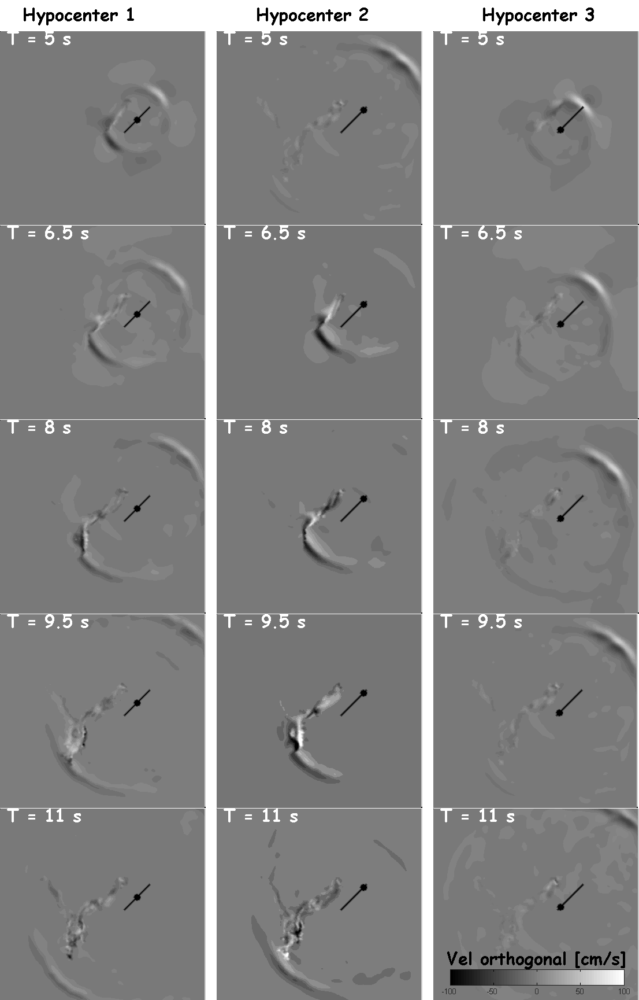 Hypocenter 1 Hypocenter 2 Hypocenter 3
T = 5 s T = 5 s T = 5 s
T = 6.5 s T = 6.5 s T = 6.5 s
T = 8 s T = 8 s T = 8 s
T = 9.5 s T = 9.5 s T = 9.5 s
T = 11 s T = 11 s T = 11 s
Vel orthogonal [cm/s]
-100 -50 0 50 100